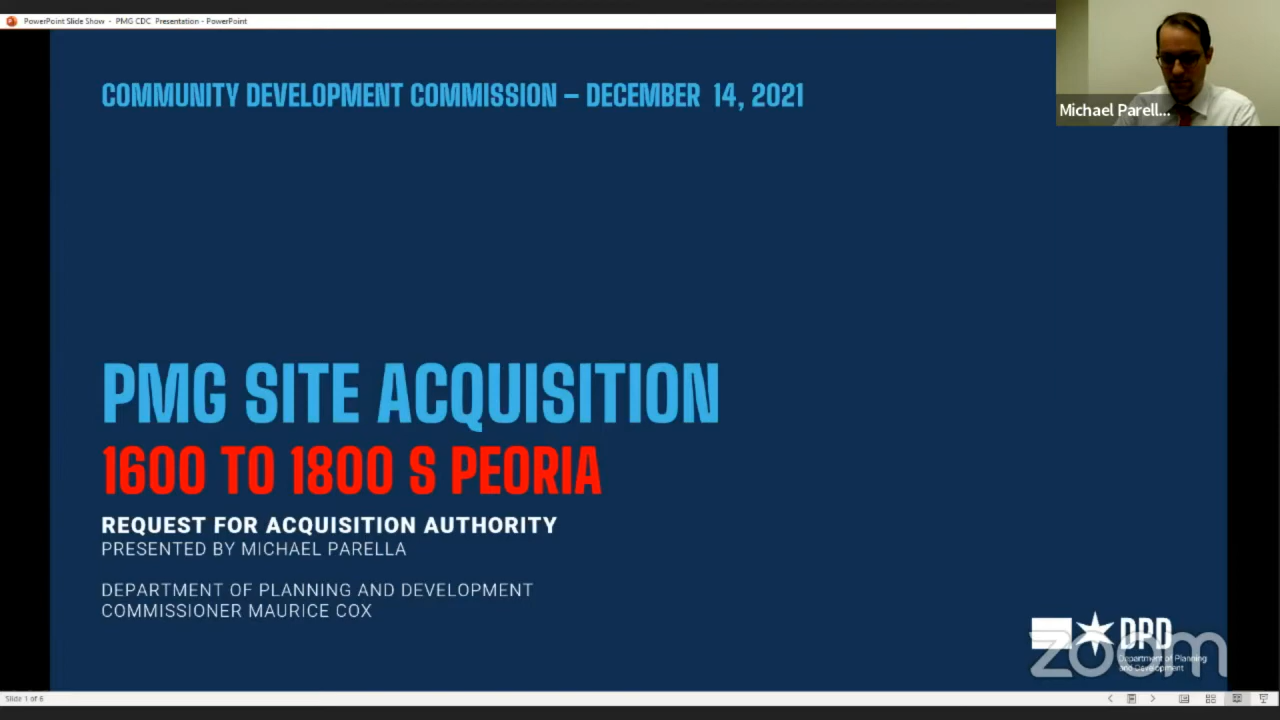 PowerPoint Slide Show - PMG CDC Presentation - PowerPoint
Michael Parell...
COMMUNITY DEVELOPMENT COMMISSION – DECEMBER 14, 2021
PMG SITE ACQUISITION
1600 TO 1800 S PEORIA
REQUEST FOR ACQUISITION AUTHORITY
PRESENTED BY MICHAEL PARELLA
DEPARTMENT OF PLANNING AND DEVELOPMENT
COMMISSIONER MAURICE COX
DPD
Department of Planning
and Development
zoom
Slide 1 of 6